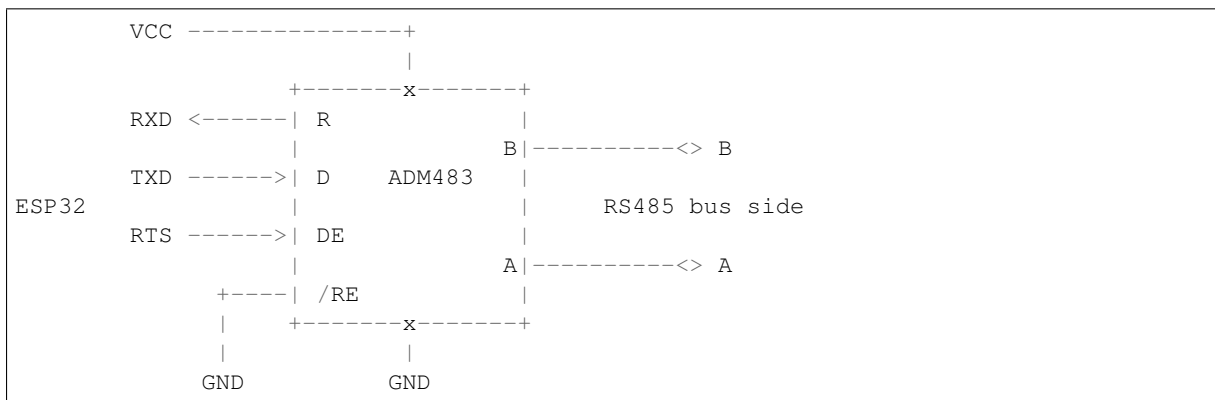 VCC ---------------+
|
+-------x-------+
RXD <------| R |
| B|----------<> B
TXD ------>| D ADM483 |
ESP32 | | RS485 bus side
RTS ------>| DE |
| A|----------<> A
+----| /RE |
| +-------x-------+
| |
GND GND